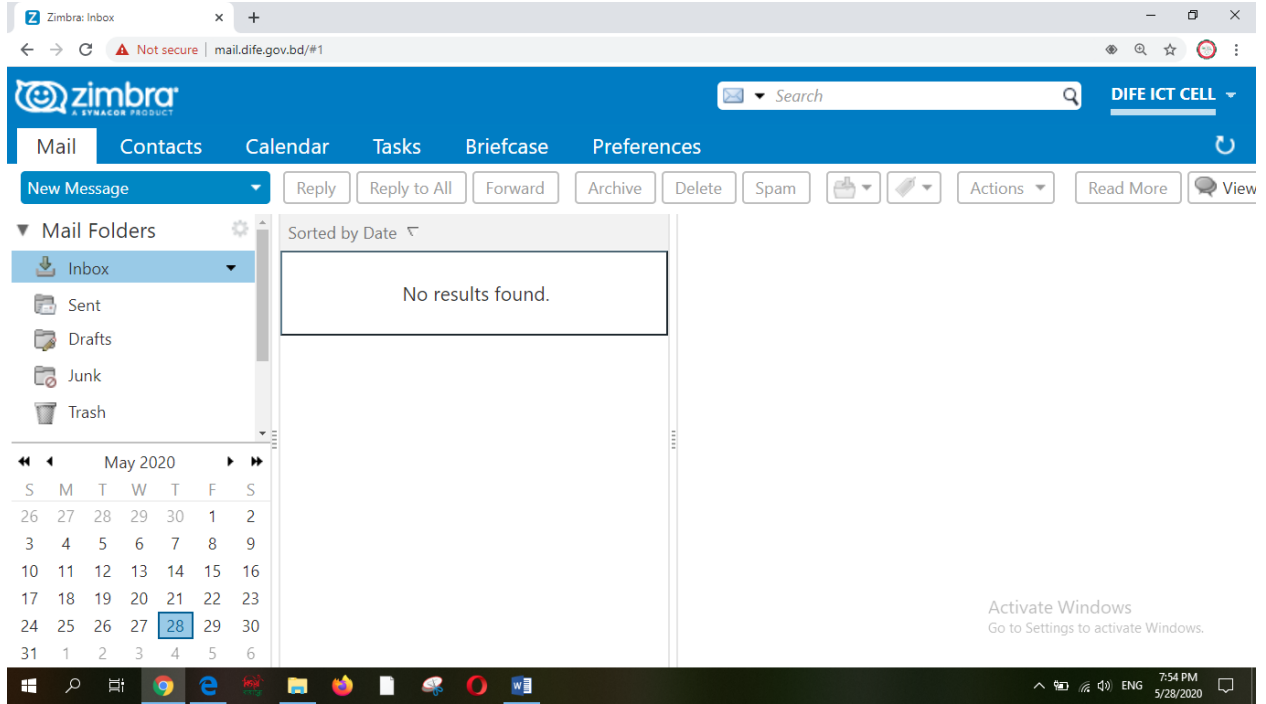 Zimbra: Inbox
Not secure | mail.dife.gov.bd/#1
zimbra
A SYNACOR PRODUCT
Search
DIFE ICT CELL
Mail Contacts Calendar Tasks Briefcase Preferences
New Message Reply Reply to All Forward Archive Delete Spam Actions Read More View
Mail Folders
Sorted by Date
Inbox
No results found.
Sent
Drafts
Junk
Trash
May 2020
S M T W T F S
26 27 28 29 30 1 2
3 4 5 6 7 8 9
10 11 12 13 14 15 16
17 18 19 20 21 22 23
24 25 26 27 28 29 30
31 1 2 3 4 5 6
Activate Windows
Go to Settings to activate Windows.
ENG
7:54 PM
5/28/2020